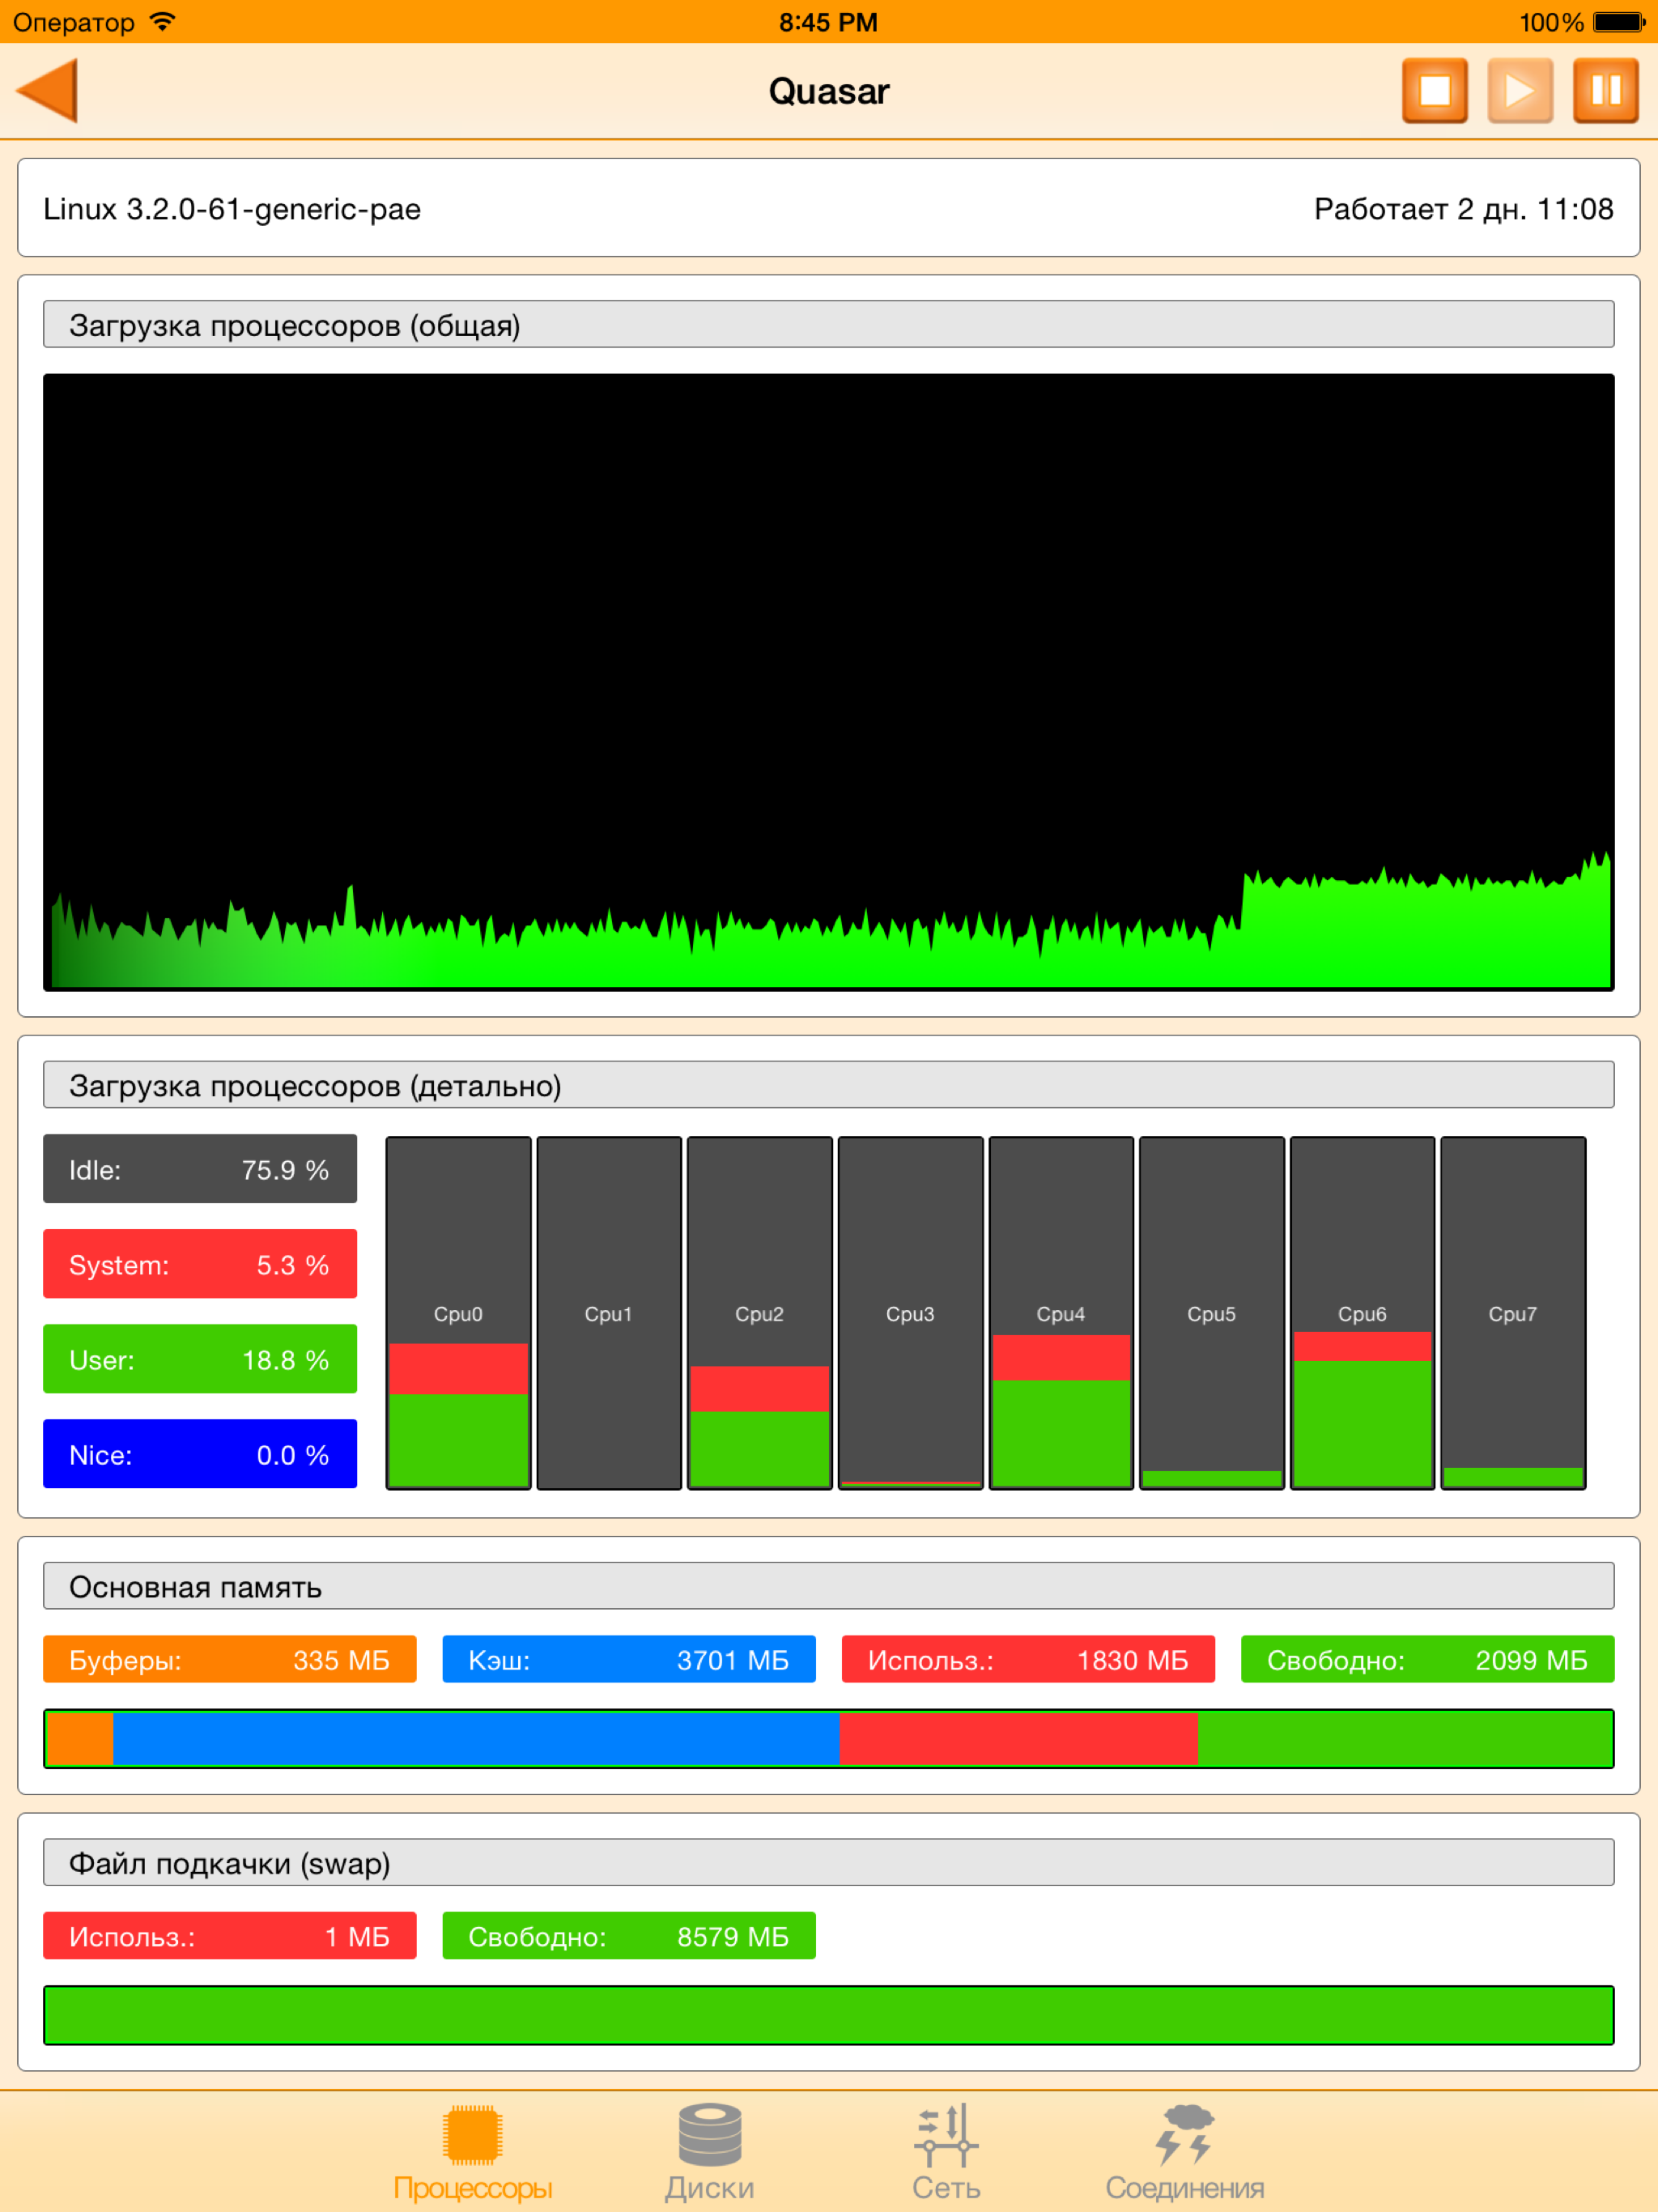 Оператор 8:45 PM 100%
Quasar
Linux 3.2.0-61-generic-pae Работает 2 дн. 11:08
Загрузка процессоров (общая)
Загрузка процессоров (детально)
Idle: 75.9 %
System: 5.3 %
User: 18.8 %
Nice: 0.0 %
Cpu0 Cpu1 Cpu2 Cpu3 Cpu4 Cpu5 Cpu6 Cpu7
Основная память
Буферы: 335 МБ Кэш: 3701 МБ Использ.: 1830 МБ Свободно: 2099 МБ
Файл подкачки (swap)
Использ.: 1 МБ Свободно: 8579 МБ
Процессоры Диски Сеть Соединения